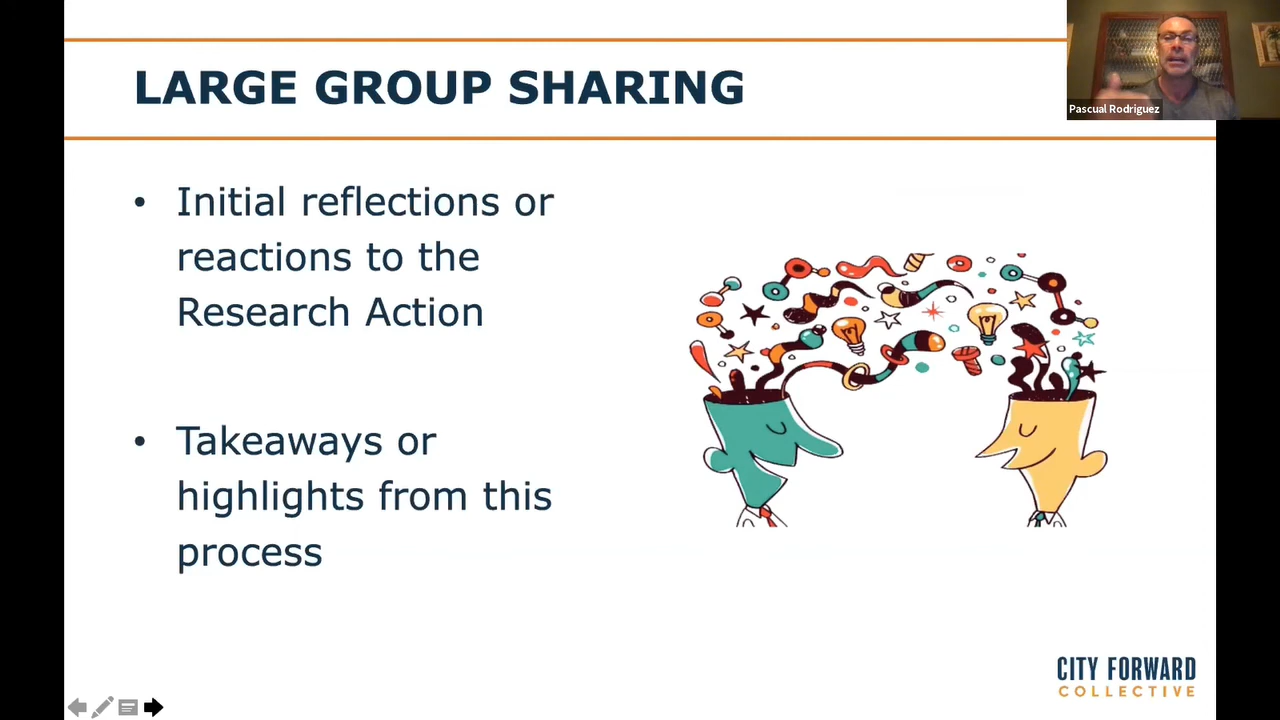 LARGE GROUP SHARING
Pascual Rodriguez
• Initial reflections or
reactions to the
Research Action
• Takeaways or
highlights from this
process
CITY FORWARD
COLLECTIVE